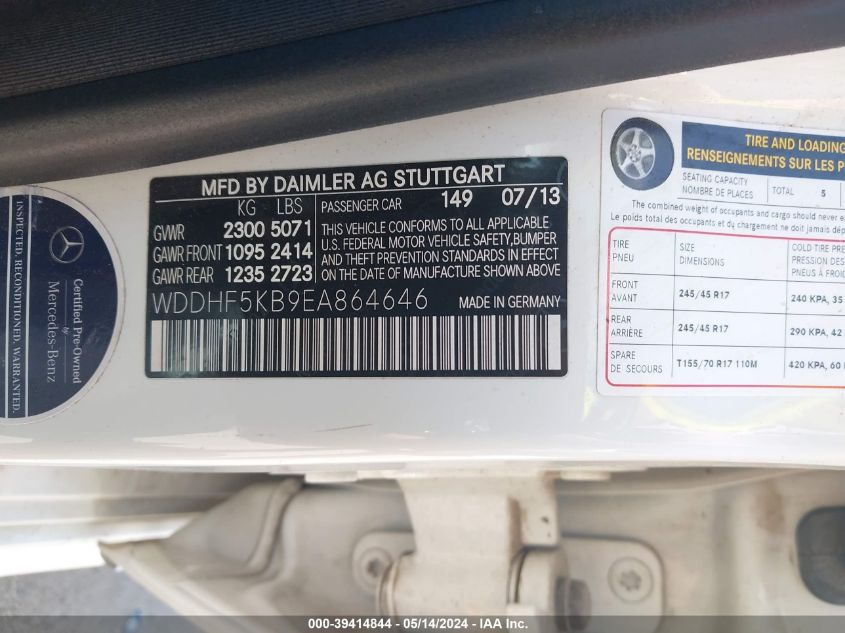 MFD BY DAIMLER AG STUTTGART
KG LBS
GVWR 2300 5071
GAWR FRONT 1095 2414
GAWR REAR 1235 2723
PASSENGER CAR 149 07/13
THIS VEHICLE CONFORMS TO ALL APPLICABLE
U.S. FEDERAL MOTOR VEHICLE SAFETY, BUMPER
AND THEFT PREVENTION STANDARDS IN EFFECT
ON THE DATE OF MANUFACTURE SHOWN ABOVE
WDDHF5KB9EA864646 MADE IN GERMANY
INSPECTED. RECONDITIONED. WARRANTED.
Certified Pre-Owned
by
Mercedes-Benz
TIRE AND LOADING
RENSEIGNEMENTS SUR LES P
SEATING CAPACITY
NOMBRE DE PLACES
TOTAL 5
The combined weight of occupants and cargo should never ex
Le poids total des occupants et du chargement ne doit jamais dép
TIRE
PNEU
SIZE
DIMENSIONS
COLD TIRE PRE
PRESSION DES
PNEUS À FROI
FRONT
AVANT
245/45 R17
240 KPA, 35
REAR
ARRIÈRE
245/45 R17
290 KPA, 42
SPARE
DE SECOURS
T155/70 R17 110M
420 KPA, 60
000-39414844 - 05/14/2024 - IAA Inc.